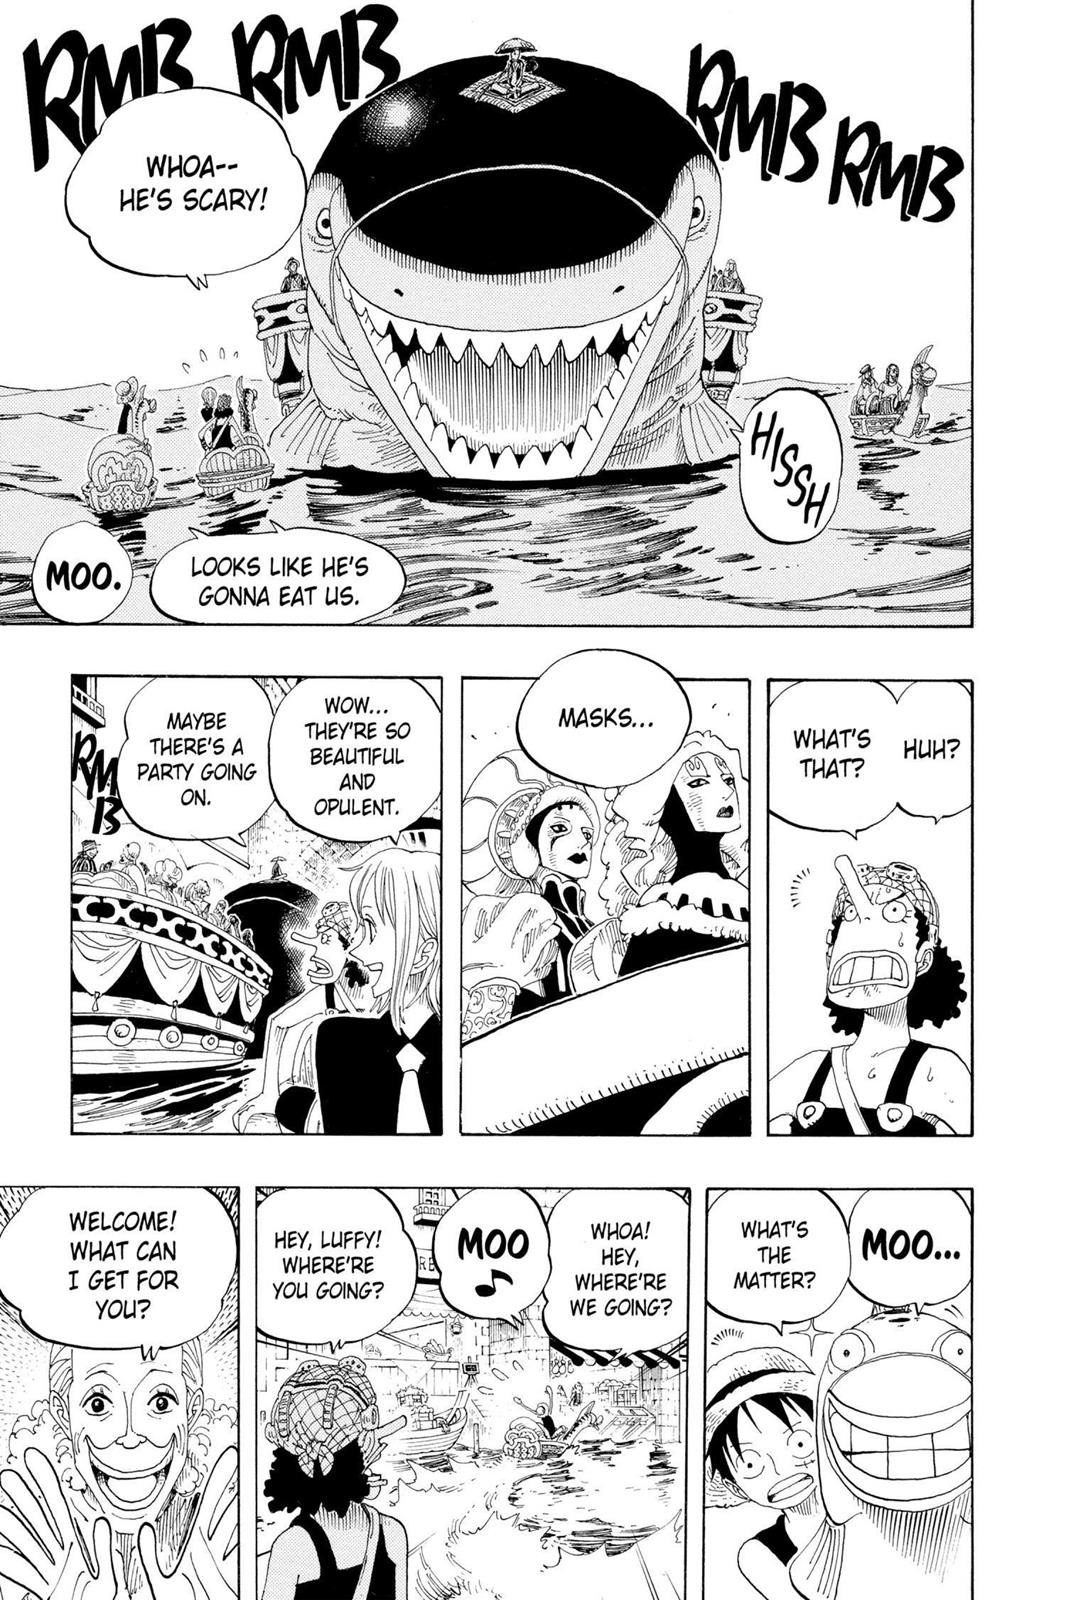 RMB RMB
RMB RMB
WHOA--
HE'S SCARY!
HISSH
LOOKS LIKE HE'S
GONNA EAT US.
MOO.
HUH?
WHAT'S
THAT?
MASKS...
WOW...
THEY'RE SO
BEAUTIFUL
AND
OPULENT.
MAYBE
THERE'S A
PARTY GOING
ON.
RMB
MOO...
WHAT'S
THE
MATTER?
WHOA!
HEY,
WHERE'RE
WE GOING?
MOO
♪
HEY, LUFFY!
WHERE'RE
YOU GOING?
WELCOME!
WHAT CAN
I GET FOR
YOU?